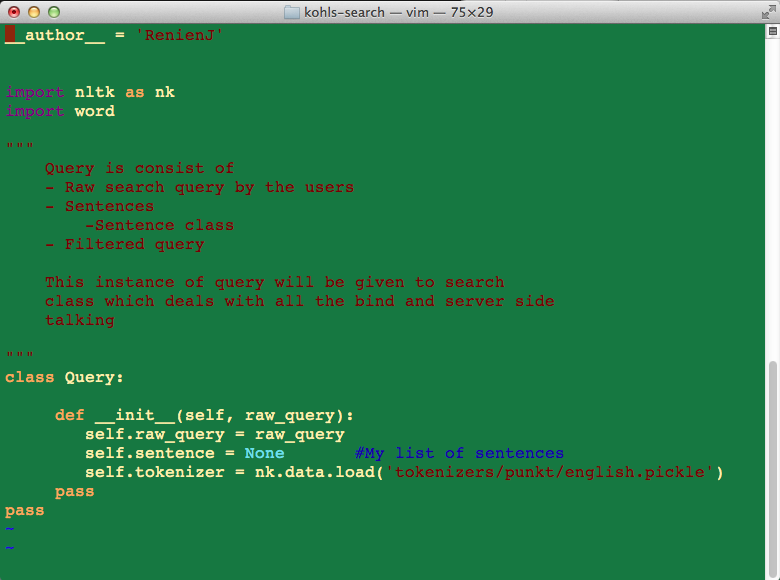 kohls-search — vim — 75×29
__author__ = 'RenienJ'
import nltk as nk
import word
"""
Query is consist of
- Raw search query by the users
- Sentences
-Sentence class
- Filtered query
This instance of query will be given to search
class which deals with all the bind and server side
talking
"""
class Query:
def __init__(self, raw_query):
self.raw_query = raw_query
self.sentence = None #My list of sentences
self.tokenizer = nk.data.load('tokenizers/punkt/english.pickle')
pass
pass
~
~